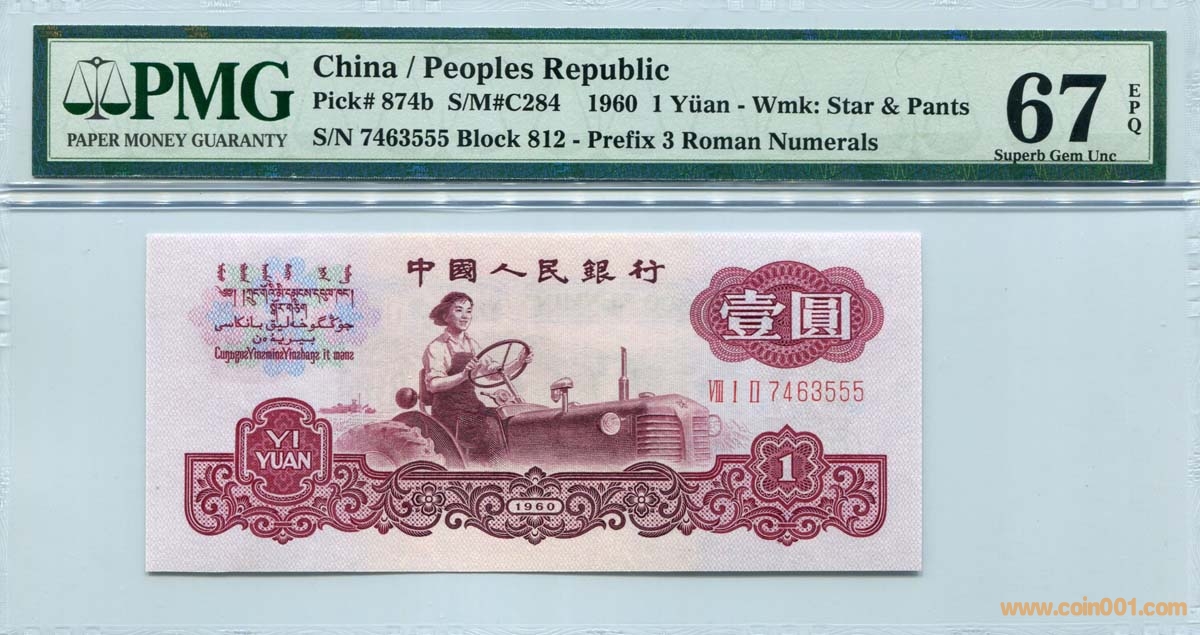 PMG
PAPER MONEY GUARANTY
China / Peoples Republic
Pick# 874b S/M#C284 1960 1 Yüan - Wmk: Star & Pants
S/N 7463555 Block 812 - Prefix 3 Roman Numerals
67
EPQ
Superb Gem Unc
中國人民銀行
壹圓
VIII I II 7463555
YI
YUAN
1
1960
www.coin001.com